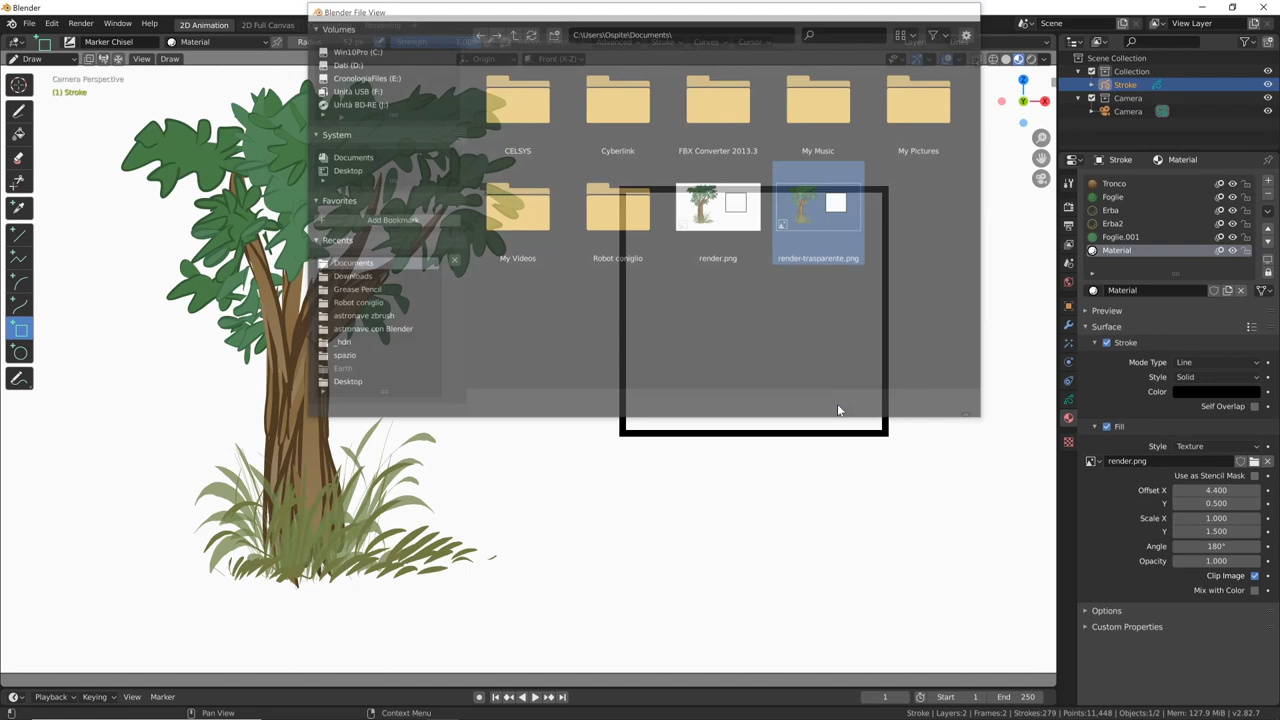 Blender
Blender File View
File Edit Render Window Help 2D Animation 2D Full Canvas Scene View Layer
Marker Chisel Material Radius Strength Advanced Stroke Curves Cursor Layer
Draw View Draw Origin Front (X-Z)
Camera Perspective
(1) Stroke
Volumes
Win10Pro (C:)
Dati (D:)
CronologiaFiles (E:)
Unità USB (F:)
Unità BD-RE (J:)
System
Documents
Desktop
Favorites
Add Bookmark
Recents
Documents
Downloads
Grease Pencil
Robot coniglio
astronave zbrush
astronave con Blender
_hdri
spazio
Earth
Desktop
C:\Users\Ospite\Documents\
CELSYS Cyberlink FBX Converter 2013.3 My Music My Pictures
My Videos Robot coniglio render.png render-trasparente.png
Z
Y
X
Scene Collection
Collection
Stroke
Camera
Camera
Stroke Material
Tronco
Foglie
Erba
Erba2
Foglie.001
Material
Material
Preview
Surface
Stroke
Mode Type Line
Style Solid
Color
Self Overlap
Fill
Style Texture
render.png
Use as Stencil Mask
Offset X 4.400
Y 0.500
Scale X 1.000
Y 1.500
Angle 180°
Opacity 1.000
Clip Image
Mix with Color
Options
Custom Properties
Playback Keying View Marker 1 Start 1 End 250
Pan View Context Menu Stroke | Layers:2 | Frames:2 | Strokes:279 | Points:11,448 | Objects:1/2 | Mem: 127.9 MiB | v2.82.7